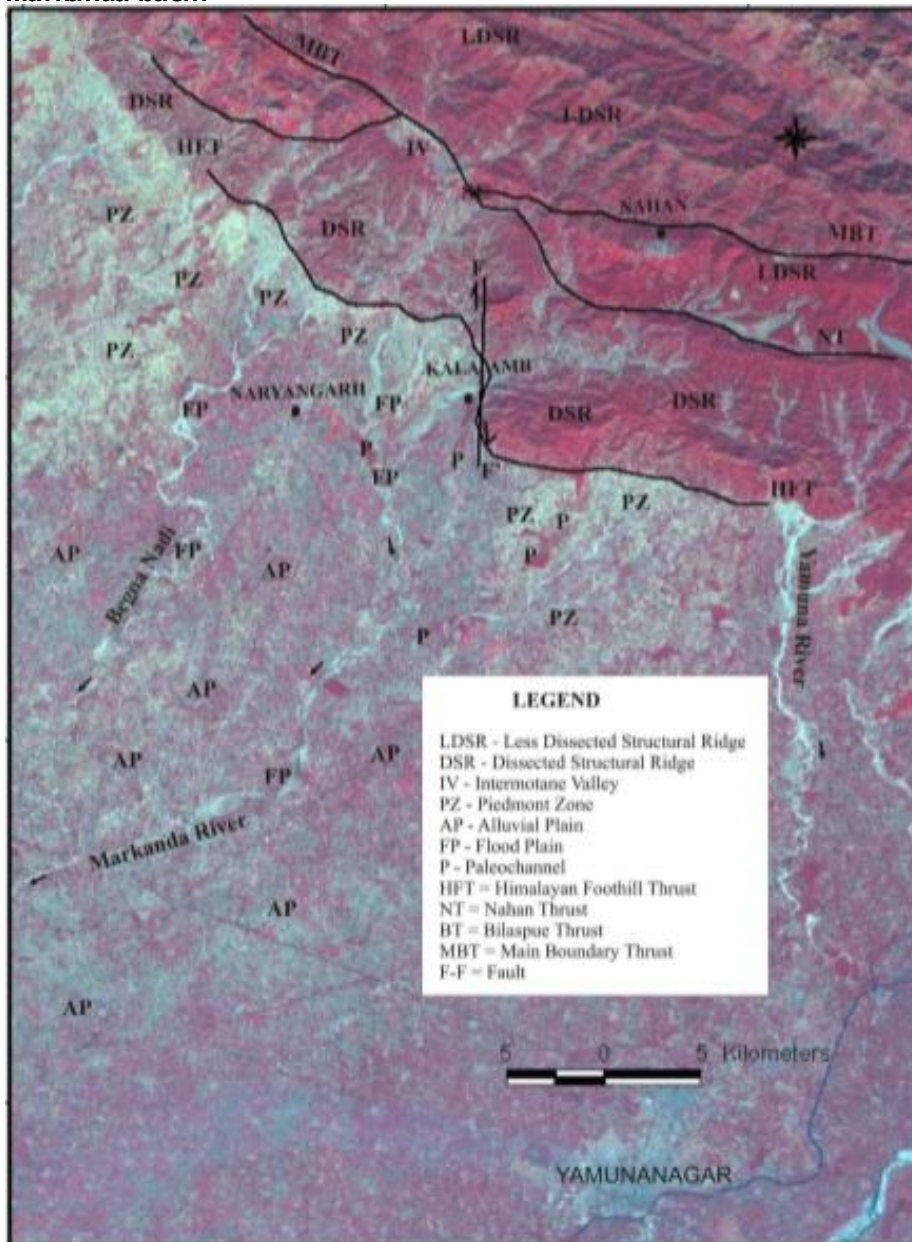 MBT
LDSR
DSR
LDSR
HFT
IV
PZ
NAHAN
MBT
DSR
LDSR
PZ
F
PZ
PZ
PZ
NT
KALA AMB
NARYANGARH
FP
FP
DSR
DSR
P
P
FP
F'
HFT
PZ
PZ
P
AP
FP
AP
P
Begna Nadi
Yamuna River
PZ
P
AP
AP
AP
FP
Markanda River
AP
AP
LEGEND
LDSR - Less Dissected Structural Ridge
DSR - Dissected Structural Ridge
IV - Intermotane Valley
PZ - Piedmont Zone
AP - Alluvial Plain
FP - Flood Plain
P - Paleochannel
HFT = Himalayan Foothill Thrust
NT = Nahan Thrust
BT = Bilaspue Thrust
MBT = Main Boundary Thrust
F-F = Fault
5 0 5 Kilometers
YAMUNANAGAR